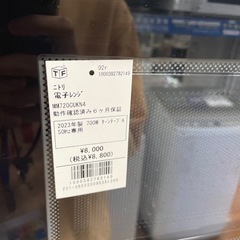 TF
92r
1000392782149
ニトリ
電子レンジ
MM720CUKN4
動作確認済み6ヶ月保証
2023年製 700W ターンテーブル
50Hz専用
¥8,000
(税込¥8,800)